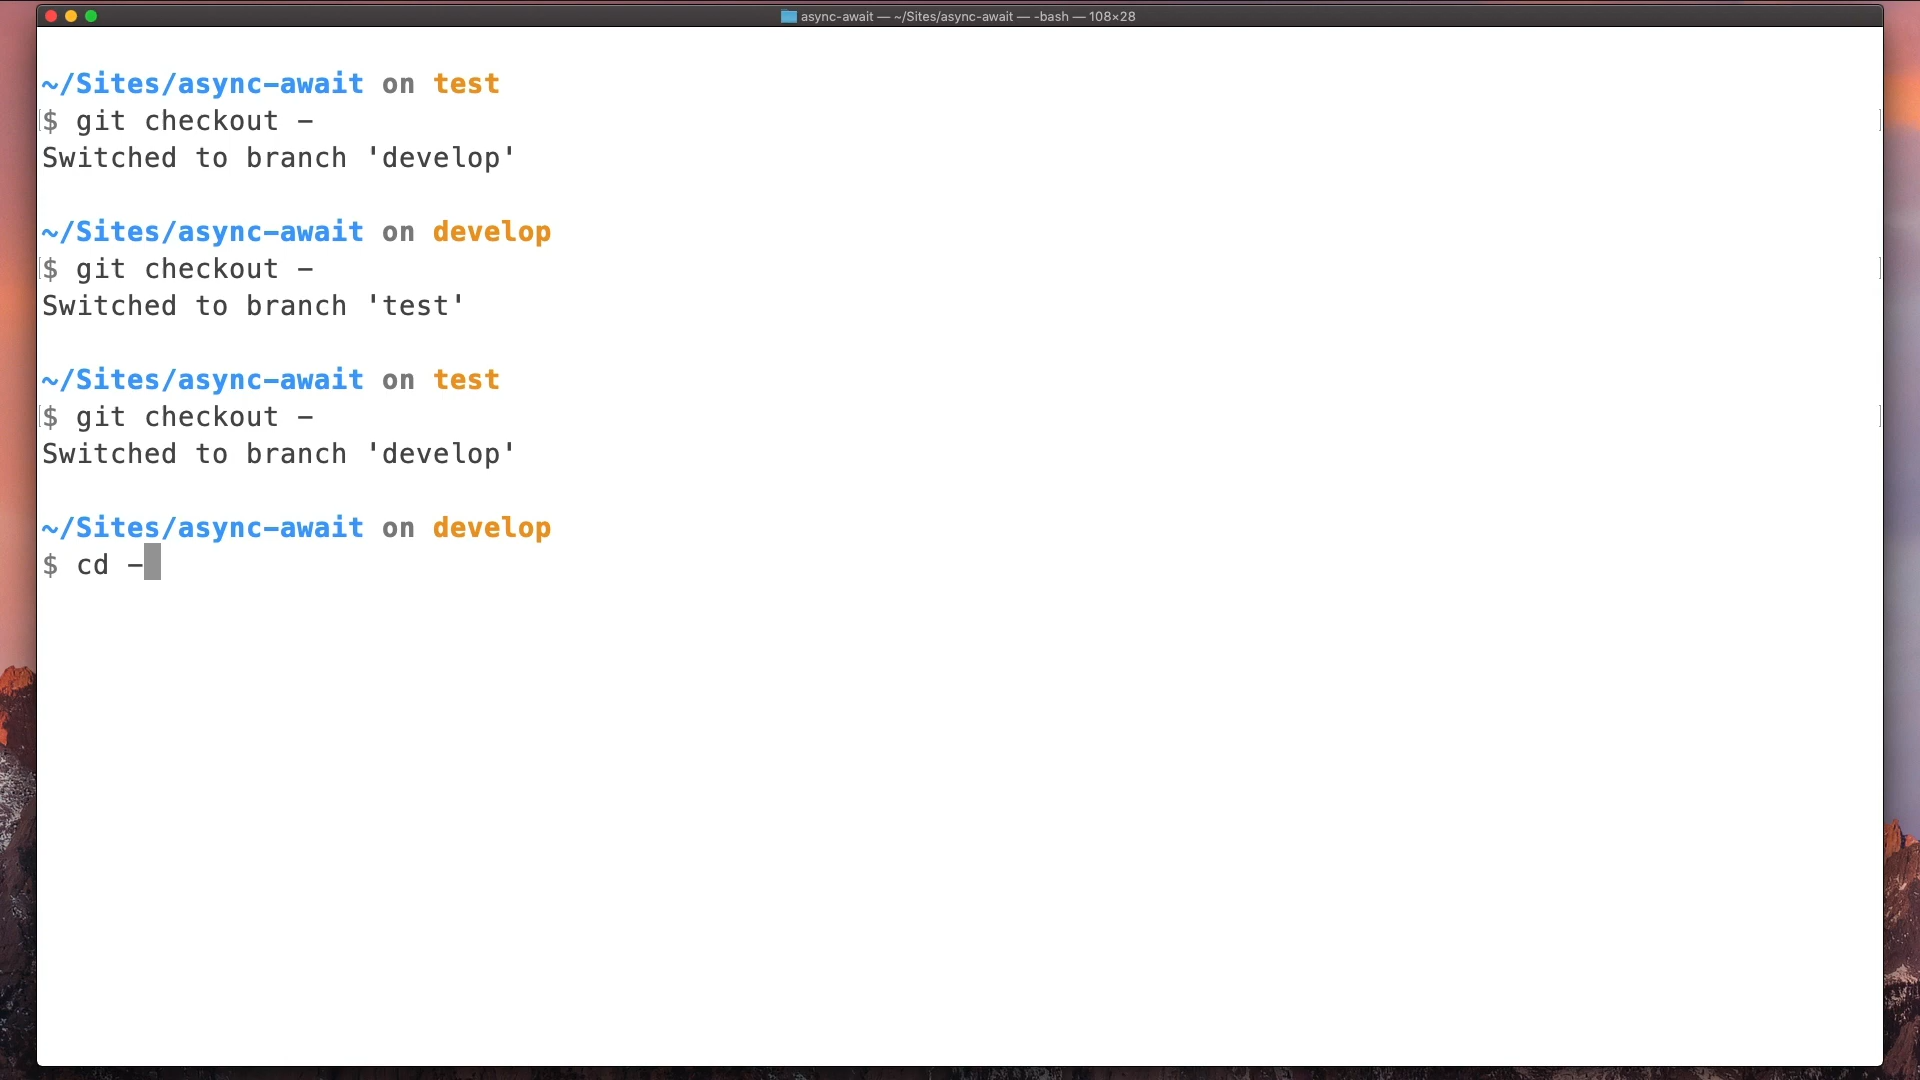 async-await — ~/Sites/async-await — -bash — 108×28
~/Sites/async-await on test
$ git checkout -
Switched to branch 'develop'
~/Sites/async-await on develop
$ git checkout -
Switched to branch 'test'
~/Sites/async-await on test
$ git checkout -
Switched to branch 'develop'
~/Sites/async-await on develop
$ cd -